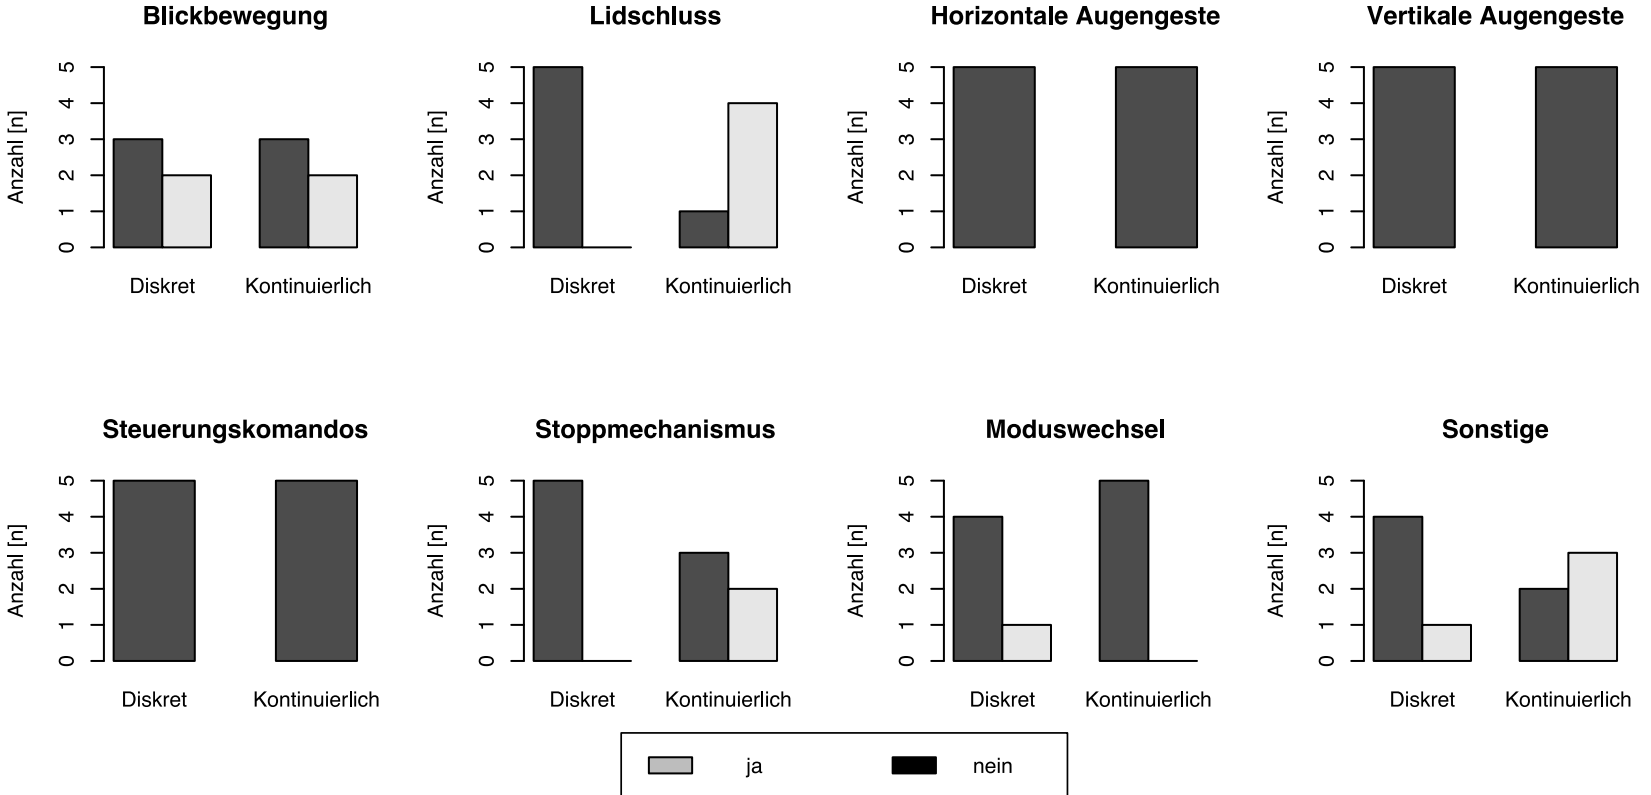 Blickbewegung
Anzahl [n]
5
4
3
2
1
0
Diskret Kontinuierlich
Lidschluss
Anzahl [n]
5
4
3
2
1
0
Diskret Kontinuierlich
Horizontale Augengeste
Anzahl [n]
5
4
3
2
1
0
Diskret Kontinuierlich
Vertikale Augengeste
Anzahl [n]
5
4
3
2
1
0
Diskret Kontinuierlich
Steuerungskomandos
Anzahl [n]
5
4
3
2
1
0
Diskret Kontinuierlich
Stoppmechanismus
Anzahl [n]
5
4
3
2
1
0
Diskret Kontinuierlich
Moduswechsel
Anzahl [n]
5
4
3
2
1
0
Diskret Kontinuierlich
Sonstige
Anzahl [n]
5
4
3
2
1
0
Diskret Kontinuierlich
ja nein